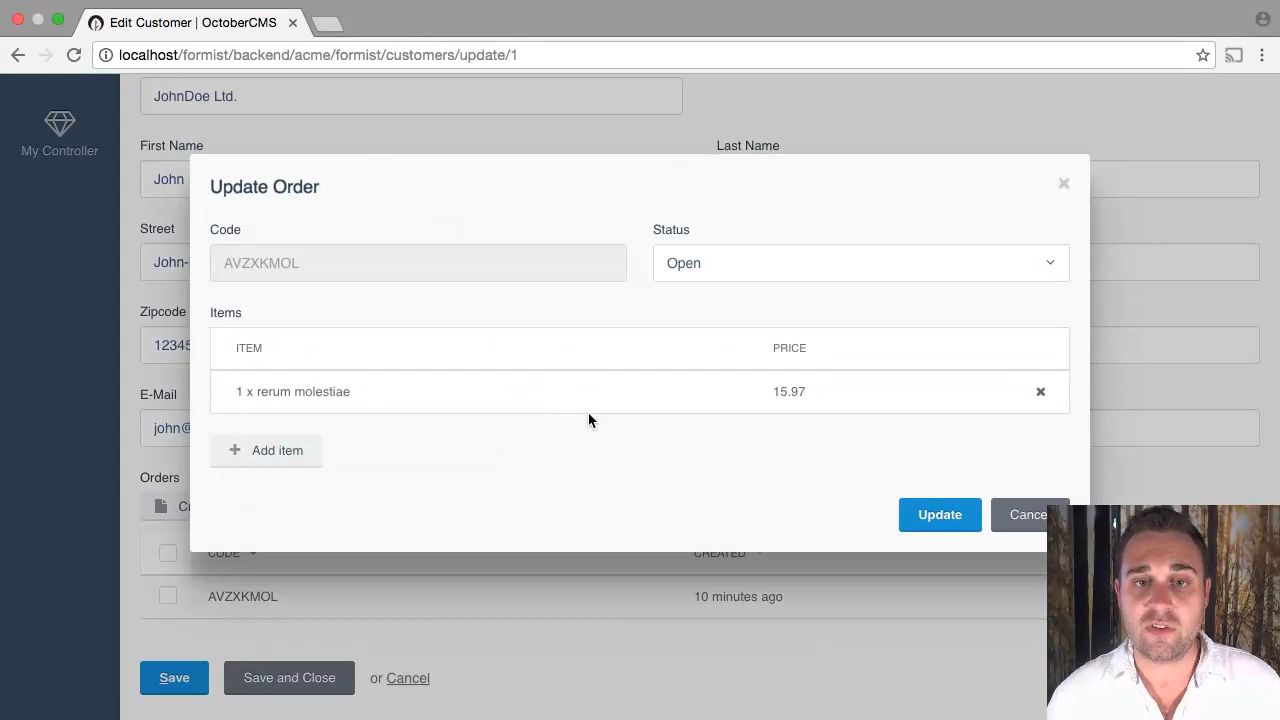 Edit Customer | OctoberCMS
localhost/formist/backend/acme/formist/customers/update/1
My Controller
JohnDoe Ltd.
First Name
Last Name
John
Street
John-
Zipcode
12345
E-Mail
john@
Orders
Cr
CODE
CREATED
AVZXKMOL
10 minutes ago
Save
Save and Close
or Cancel
Update Order
Code
Status
AVZXKMOL
Open
Items
ITEM
PRICE
1 x rerum molestiae
15.97
Add item
Update
Cance